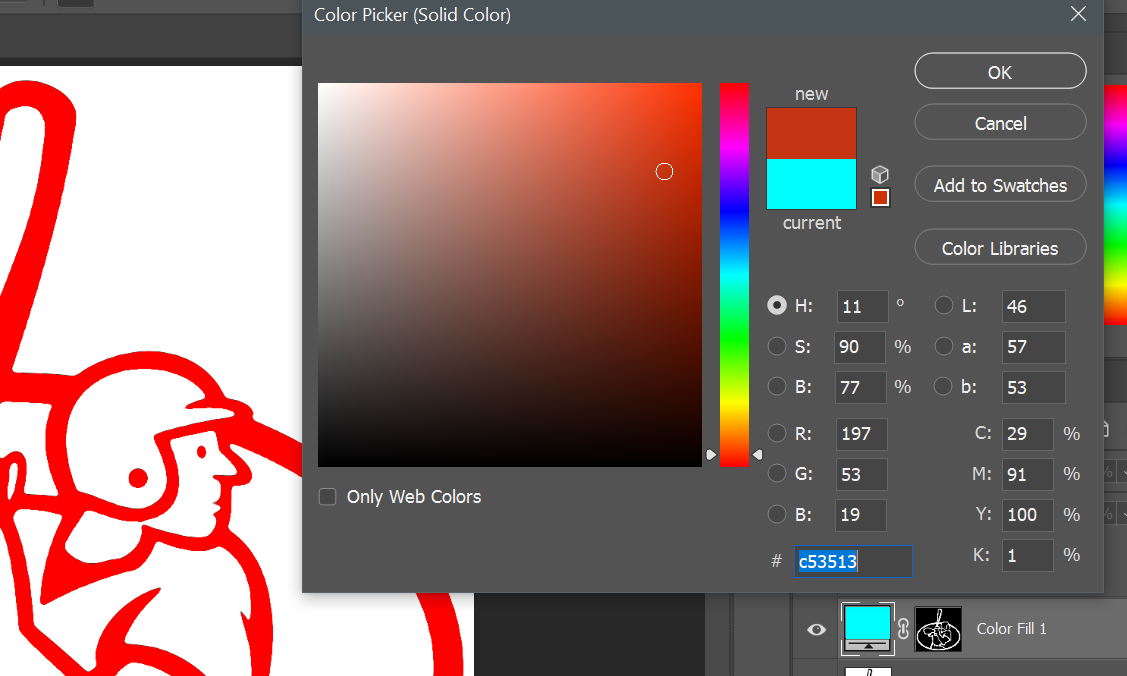 Color Picker (Solid Color)
new
current
OK
Cancel
Add to Swatches
Color Libraries
H: 11 °
S: 90 %
B: 77 %
R: 197
G: 53
B: 19
# c53513
L: 46
a: 57
b: 53
C: 29 %
M: 91 %
Y: 100 %
K: 1 %
Only Web Colors
Color Fill 1